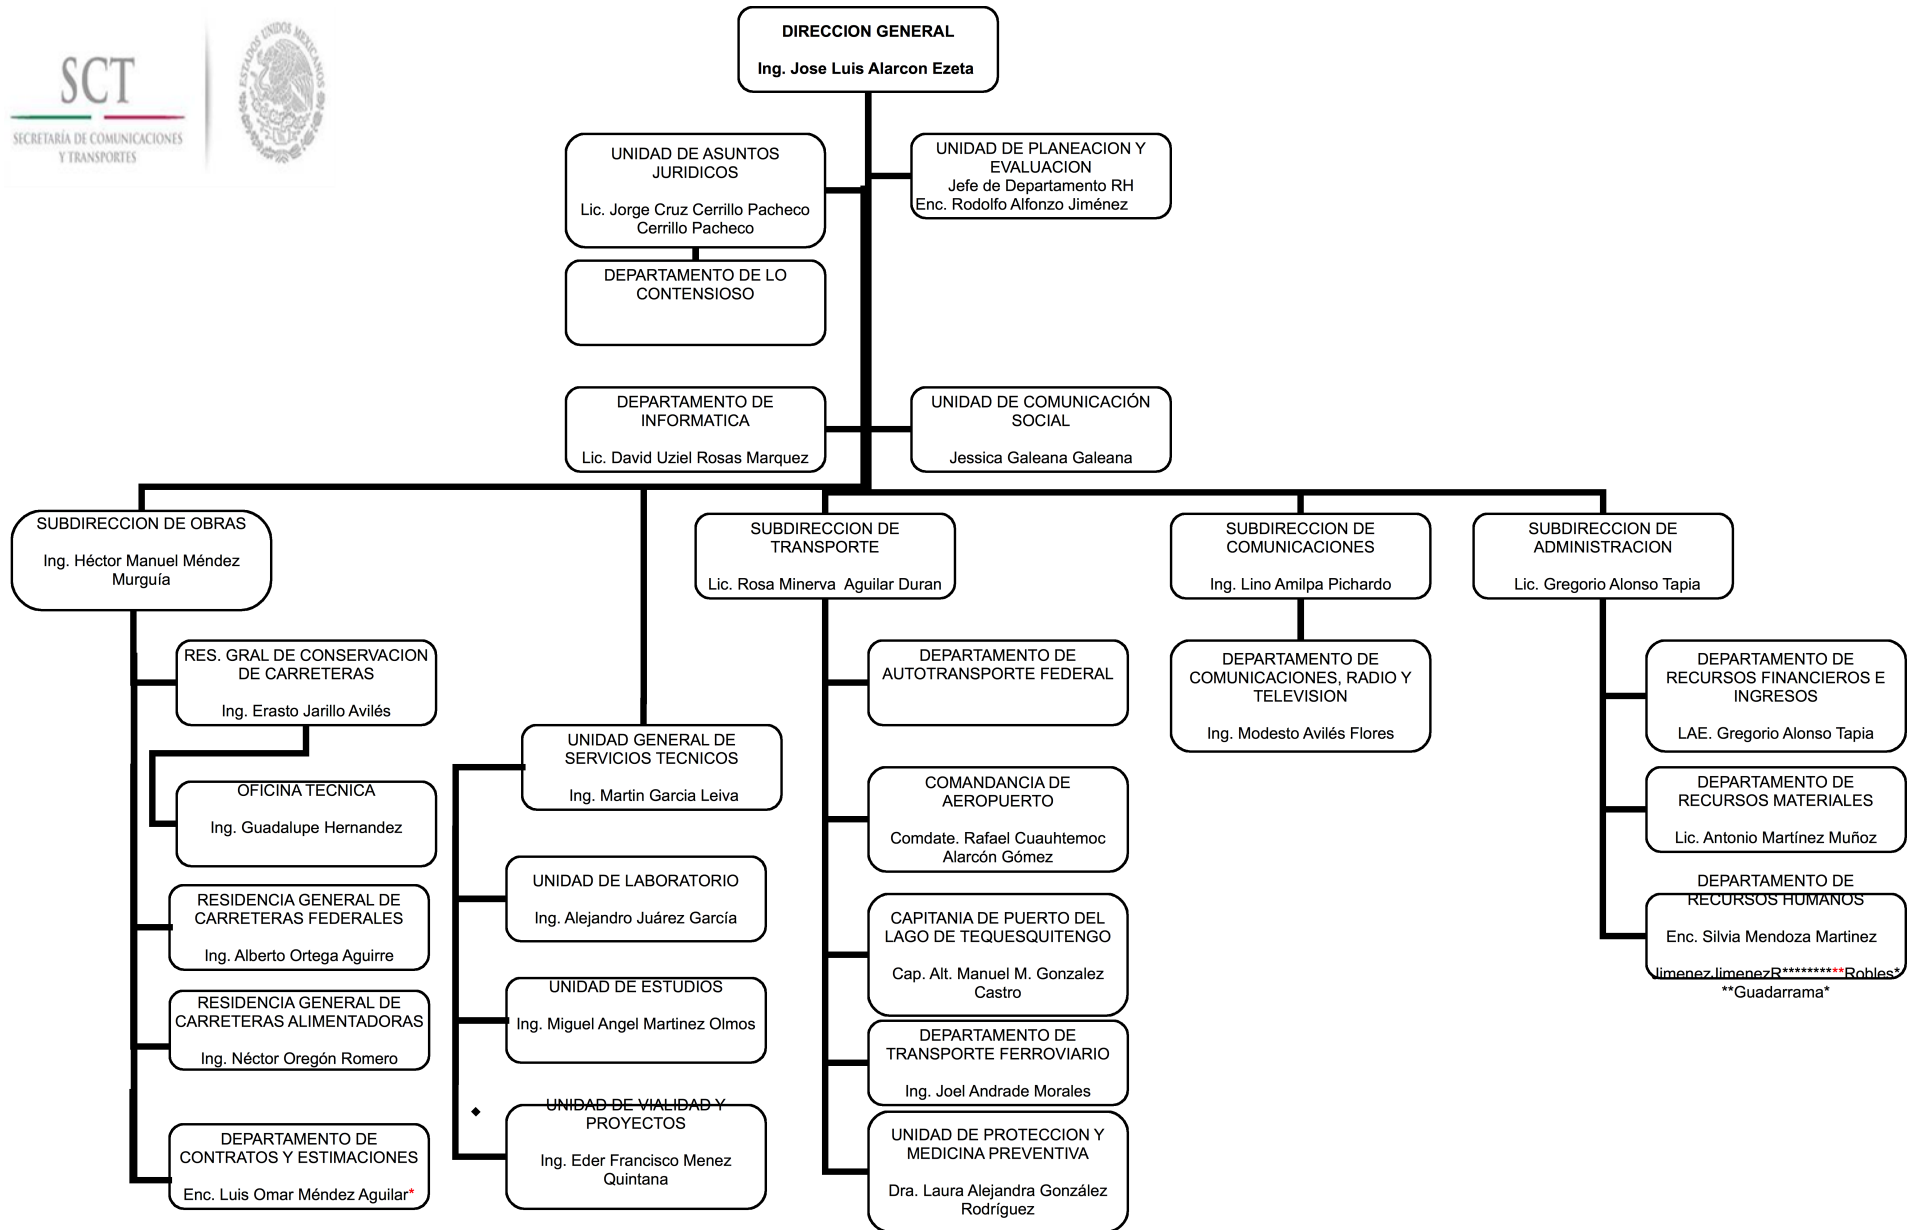 SCT
SECRETARÍA DE COMUNICACIONES
Y TRANSPORTES
ESTADOS UNIDOS MEXICANOS
DIRECCION GENERAL
Ing. Jose Luis Alarcon Ezeta
UNIDAD DE ASUNTOS
JURIDICOS
Lic. Jorge Cruz Cerrillo Pacheco
Cerrillo Pacheco
UNIDAD DE PLANEACION Y
EVALUACION
Jefe de Departamento RH
Enc. Rodolfo Alfonzo Jiménez
DEPARTAMENTO DE LO
CONTENSIOSO
DEPARTAMENTO DE
INFORMATICA
Lic. David Uziel Rosas Marquez
UNIDAD DE COMUNICACIÓN
SOCIAL
Jessica Galeana Galeana
SUBDIRECCION DE OBRAS
Ing. Héctor Manuel Méndez
Murguía
SUBDIRECCION DE
TRANSPORTE
Lic. Rosa Minerva  Aguilar Duran
SUBDIRECCION DE
COMUNICACIONES
Ing. Lino Amilpa Pichardo
SUBDIRECCION DE
ADMINISTRACION
Lic. Gregorio Alonso Tapia
RES. GRAL DE CONSERVACION
DE CARRETERAS
Ing. Erasto Jarillo Avilés
OFICINA TECNICA
Ing. Guadalupe Hernandez
RESIDENCIA GENERAL DE
CARRETERAS FEDERALES
Ing. Alberto Ortega Aguirre
RESIDENCIA GENERAL DE
CARRETERAS ALIMENTADORAS
Ing. Néctor Oregón Romero
DEPARTAMENTO DE
CONTRATOS Y ESTIMACIONES
Enc. Luis Omar Méndez Aguilar*
UNIDAD GENERAL DE
SERVICIOS TECNICOS
Ing. Martin Garcia Leiva
UNIDAD DE LABORATORIO
Ing. Alejandro Juárez García
UNIDAD DE ESTUDIOS
Ing. Miguel Angel Martinez Olmos
UNIDAD DE VIALIDAD Y
PROYECTOS
Ing. Eder Francisco Menez
Quintana
DEPARTAMENTO DE
AUTOTRANSPORTE FEDERAL
COMANDANCIA DE
AEROPUERTO
Comdate. Rafael Cuauhtemoc
Alarcón Gómez
CAPITANIA DE PUERTO DEL
LAGO DE TEQUESQUITENGO
Cap. Alt. Manuel M. Gonzalez
Castro
DEPARTAMENTO DE
TRANSPORTE FERROVIARIO
Ing. Joel Andrade Morales
UNIDAD DE PROTECCION Y
MEDICINA PREVENTIVA
Dra. Laura Alejandra González
Rodríguez
DEPARTAMENTO DE
COMUNICACIONES, RADIO Y
TELEVISION
Ing. Modesto Avilés Flores
DEPARTAMENTO DE
RECURSOS FINANCIEROS E
INGRESOS
LAE. Gregorio Alonso Tapia
DEPARTAMENTO DE
RECURSOS MATERIALES
Lic. Antonio Martínez Muñoz
DEPARTAMENTO DE
RECURSOS HUMANOS
Enc. Silvia Mendoza Martinez
JimenezJimenezR**********Robles*
**Guadarrama*